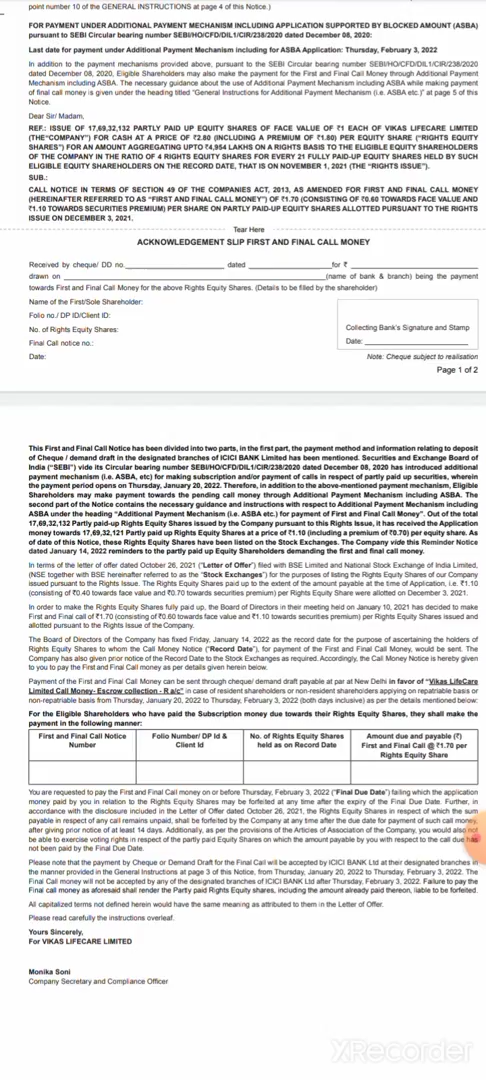 point number 10 of the GENERAL INSTRUCTIONS at page 4 of this Notice.)
FOR PAYMENT UNDER ADDITIONAL PAYMENT MECHANISM INCLUDING APPLICATION SUPPORTED BY BLOCKED AMOUNT (ASBA)
pursuant to SEBI Circular bearing number SEBI/HO/CFD/DIL1/CIR/238/2020 dated December 08, 2020:
Last date for payment under Additional Payment Mechanism including for ASBA Application: Thursday, February 3, 2022
In addition to the payment mechanisms provided above, pursuant to the SEBI Circular bearing number SEBI/HO/CFD/DIL1/CIR/238/2020
dated December 08, 2020, Eligible Shareholders may also make the payment for the First and Final Call Money through Additional Payment
Mechanism including ASBA. The necessary guidance about the use of Additional Payment Mechanism including ASBA while making payment
of final call money are given under the heading titled "General Instructions for Additional Payment Mechanism (i.e. ASBA etc.)" at page 5 of this
Notice.
Dear Sir/ Madam,
REF.: ISSUE OF 17,69,32,132 PARTLY PAID UP EQUITY SHARES OF FACE VALUE OF ₹1 EACH OF VIKAS LIFECARE LIMITED
(THE"COMPANY") FOR CASH AT A PRICE OF ₹2.80 (INCLUDING A PREMIUM OF ₹1.80) PER EQUITY SHARE ("RIGHTS EQUITY
SHARES") FOR AN AMOUNT AGGREGATING UPTO ₹4,954 LAKHS ON A RIGHTS BASIS TO THE ELIGIBLE EQUITY SHAREHOLDERS
OF THE COMPANY IN THE RATIO OF 4 RIGHTS EQUITY SHARES FOR EVERY 21 FULLY PAID-UP EQUITY SHARES HELD BY SUCH
ELIGIBLE EQUITY SHAREHOLDERS ON THE RECORD DATE, THAT IS ON NOVEMBER 1, 2021 (THE "RIGHTS ISSUE").
SUB.:
CALL NOTICE IN TERMS OF SECTION 49 OF THE COMPANIES ACT, 2013, AS AMENDED FOR FIRST AND FINAL CALL MONEY
(HEREINAFTER REFERRED TO AS "FIRST AND FINAL CALL MONEY") OF ₹1.70 (CONSISTING OF ₹0.60 TOWARDS FACE VALUE AND
₹1.10 TOWARDS SECURITIES PREMIUM) PER SHARE ON PARTLY PAID-UP EQUITY SHARES ALLOTTED PURSUANT TO THE RIGHTS
ISSUE ON DECEMBER 3, 2021.
Tear Here
ACKNOWLEDGEMENT SLIP FIRST AND FINAL CALL MONEY
Received by cheque/ DD no. dated for ₹
drawn on (name of bank & branch) being the payment
towards First and Final Call Money for the above Rights Equity Shares. (Details to be filled by the shareholder)
Name of the First/Sole Shareholder:
Folio no./ DP ID/Client ID:
No. of Rights Equity Shares:
Final Call notice no.:
Date:
Collecting Bank's Signature and Stamp
Date:
Note: Cheque subject to realisation
Page 1 of 2
This First and Final Call Notice has been divided into two parts, in the first part, the payment method and information relating to deposit
of Cheque / demand draft in the designated branches of ICICI BANK Limited has been mentioned. Securities and Exchange Board of
India ("SEBI") vide its Circular bearing number SEBI/HO/CFD/DIL1/CIR/238/2020 dated December 08, 2020 has introduced additional
payment mechanism (i.e. ASBA, etc) for making subscription and/or payment of calls in respect of partly paid up securities, wherein
the payment period opens on Thursday, January 20, 2022. Therefore, in addition to the above-mentioned payment mechanism, Eligible
Shareholders may make payment towards the pending call money through Additional Payment Mechanism including ASBA. The
second part of the Notice contains the necessary guidance and instructions with respect to Additional Payment Mechanism including
ASBA under the heading "Additional Payment Mechanism (i.e. ASBA etc.) for payment of First and Final Call Money". Out of the total
17,69,32,132 Partly paid-up Rights Equity Shares issued by the Company pursuant to this Rights Issue, it has received the Application
money towards 17,69,32,121 Partly paid up Rights Equity Shares at a price of ₹1.10 (including a premium of ₹0.70) per equity share. As
of date of this Notice, these Rights Equity Shares have been listed on the Stock Exchanges. The Company vide this Reminder Notice
dated January 14, 2022 reminders to the partly paid up Equity Shareholders demanding the first and final call money.
In terms of the letter of offer dated October 26, 2021 ("Letter of Offer") filed with BSE Limited and National Stock Exchange of India Limited,
(NSE together with BSE hereinafter referred to as the "Stock Exchanges") for the purposes of listing the Rights Equity Shares of our Company
issued pursuant to the Rights Issue. The Rights Equity Shares paid up to the extent of the amount payable at the time of Application, i.e. ₹1.10
(consisting of ₹0.40 towards face value and ₹0.70 towards securities premium) per Rights Equity Share were allotted on December 3, 2021.
In order to make the Rights Equity Shares fully paid up, the Board of Directors in their meeting held on January 10, 2021 has decided to make
First and Final call of ₹1.70 (consisting of ₹0.60 towards face value and ₹1.10 towards securities premium) per Rights Equity Shares issued and
allotted pursuant to the Rights Issue of the Company.
The Board of Directors of the Company has fixed Friday, January 14, 2022 as the record date for the purpose of ascertaining the holders of
Rights Equity Shares to whom the Call Money Notice ("Record Date"), for payment of the First and Final Call Money, would be sent. The
Company has also given prior notice of the Record Date to the Stock Exchanges as required. Accordingly, the Call Money Notice is hereby given
to you to pay the First and Final Call money as per details given herein below.
Payment of the First and Final Call Money can be sent through cheque/ demand draft payable at par at New Delhi in favor of "Vikas LifeCare
Limited Call Money- Escrow collection - R a/c" in case of resident shareholders or non-resident shareholders applying on repatriable basis or
non-repatriable basis from Thursday, January 20, 2022 to Thursday, February 3, 2022 (both days inclusive) as per the details mentioned below:
For the Eligible Shareholders who have paid the Subscription money due towards their Rights Equity Shares, they shall make the
payment in the following manner:
First and Final Call Notice Number
Folio Number/ DP Id & Client Id
No. of Rights Equity Shares held as on Record Date
Amount due and payable (₹) First and Final Call @ ₹1.70 per Rights Equity Share
You are requested to pay the First and Final Call Money on or before Thursday, February 3, 2022 ("Final Due Date") failing which the application
money paid by you in relation to the Rights Equity Shares may be forfeited at any time after the expiry of the Final Due Date. Further, in
accordance with the disclosure included in the Letter of Offer dated October 26, 2021, the Rights Equity Shares in respect of which the sum
payable in respect of any call remains unpaid, shall be forfeited by the Company at any time after the due date for payment of such call money,
after giving prior notice of at least 14 days. Additionally, as per the provisions of the Articles of Association of the Company, you would also not
be able to exercise voting rights in respect of the partly paid Equity Shares on which the amount payable by you with respect to the call due has
not been paid by the Final Due Date.
Please note that the payment by Cheque or Demand Draft for the Final Call will be accepted by ICICI BANK Ltd at their designated branches in
the manner provided in the General Instructions at page 3 of this Notice, from Thursday, January 20, 2022 to Thursday, February 3, 2022. The
Final Call money will not be accepted by any of the designated branches of ICICI BANK Ltd after Thursday, February 3, 2022. Failure to pay the
Final call money as aforesaid shall render the Partly paid Rights Equity shares, including the amount already paid thereon, liable to be forfeited.
All capitalized terms not defined herein would have the same meaning as attributed to them in the Letter of Offer.
Please read carefully the instructions overleaf.
Yours Sincerely,
For VIKAS LIFECARE LIMITED
Monika Soni
Company Secretary and Compliance Officer
XRecorder